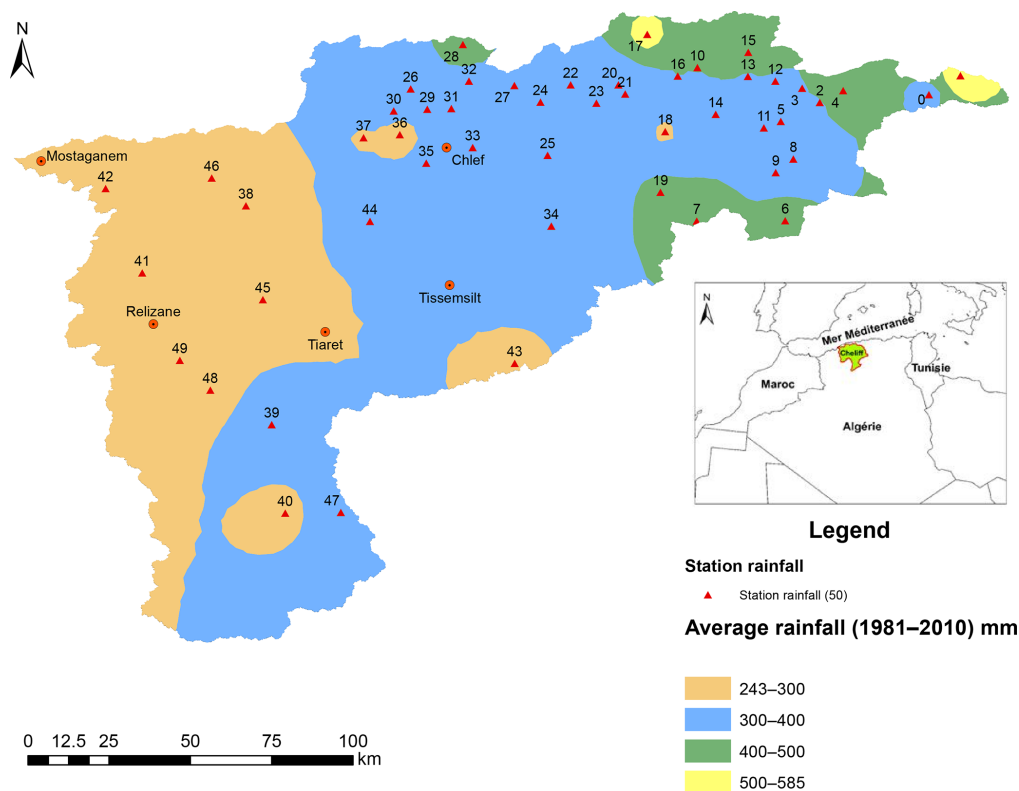 N
17
15
28
10
32
16
13
12
26
22
20
21
2
3
4
0
30
29
31
27
24
23
14
5
11
37
36
18
33
Chlef
25
35
8
9
Mostaganem
42
46
38
19
44
34
7
6
41
45
Tissemsilt
Relizane
Tiaret
49
48
43
39
40
47
N
Mer Méditerranée
Cheliff
Tunisie
Maroc
Algérie
Legend
Station rainfall
Station rainfall (50)
Average rainfall (1981–2010) mm
243–300
300–400
400–500
500–585
0 12.5 25 50 75 100
km